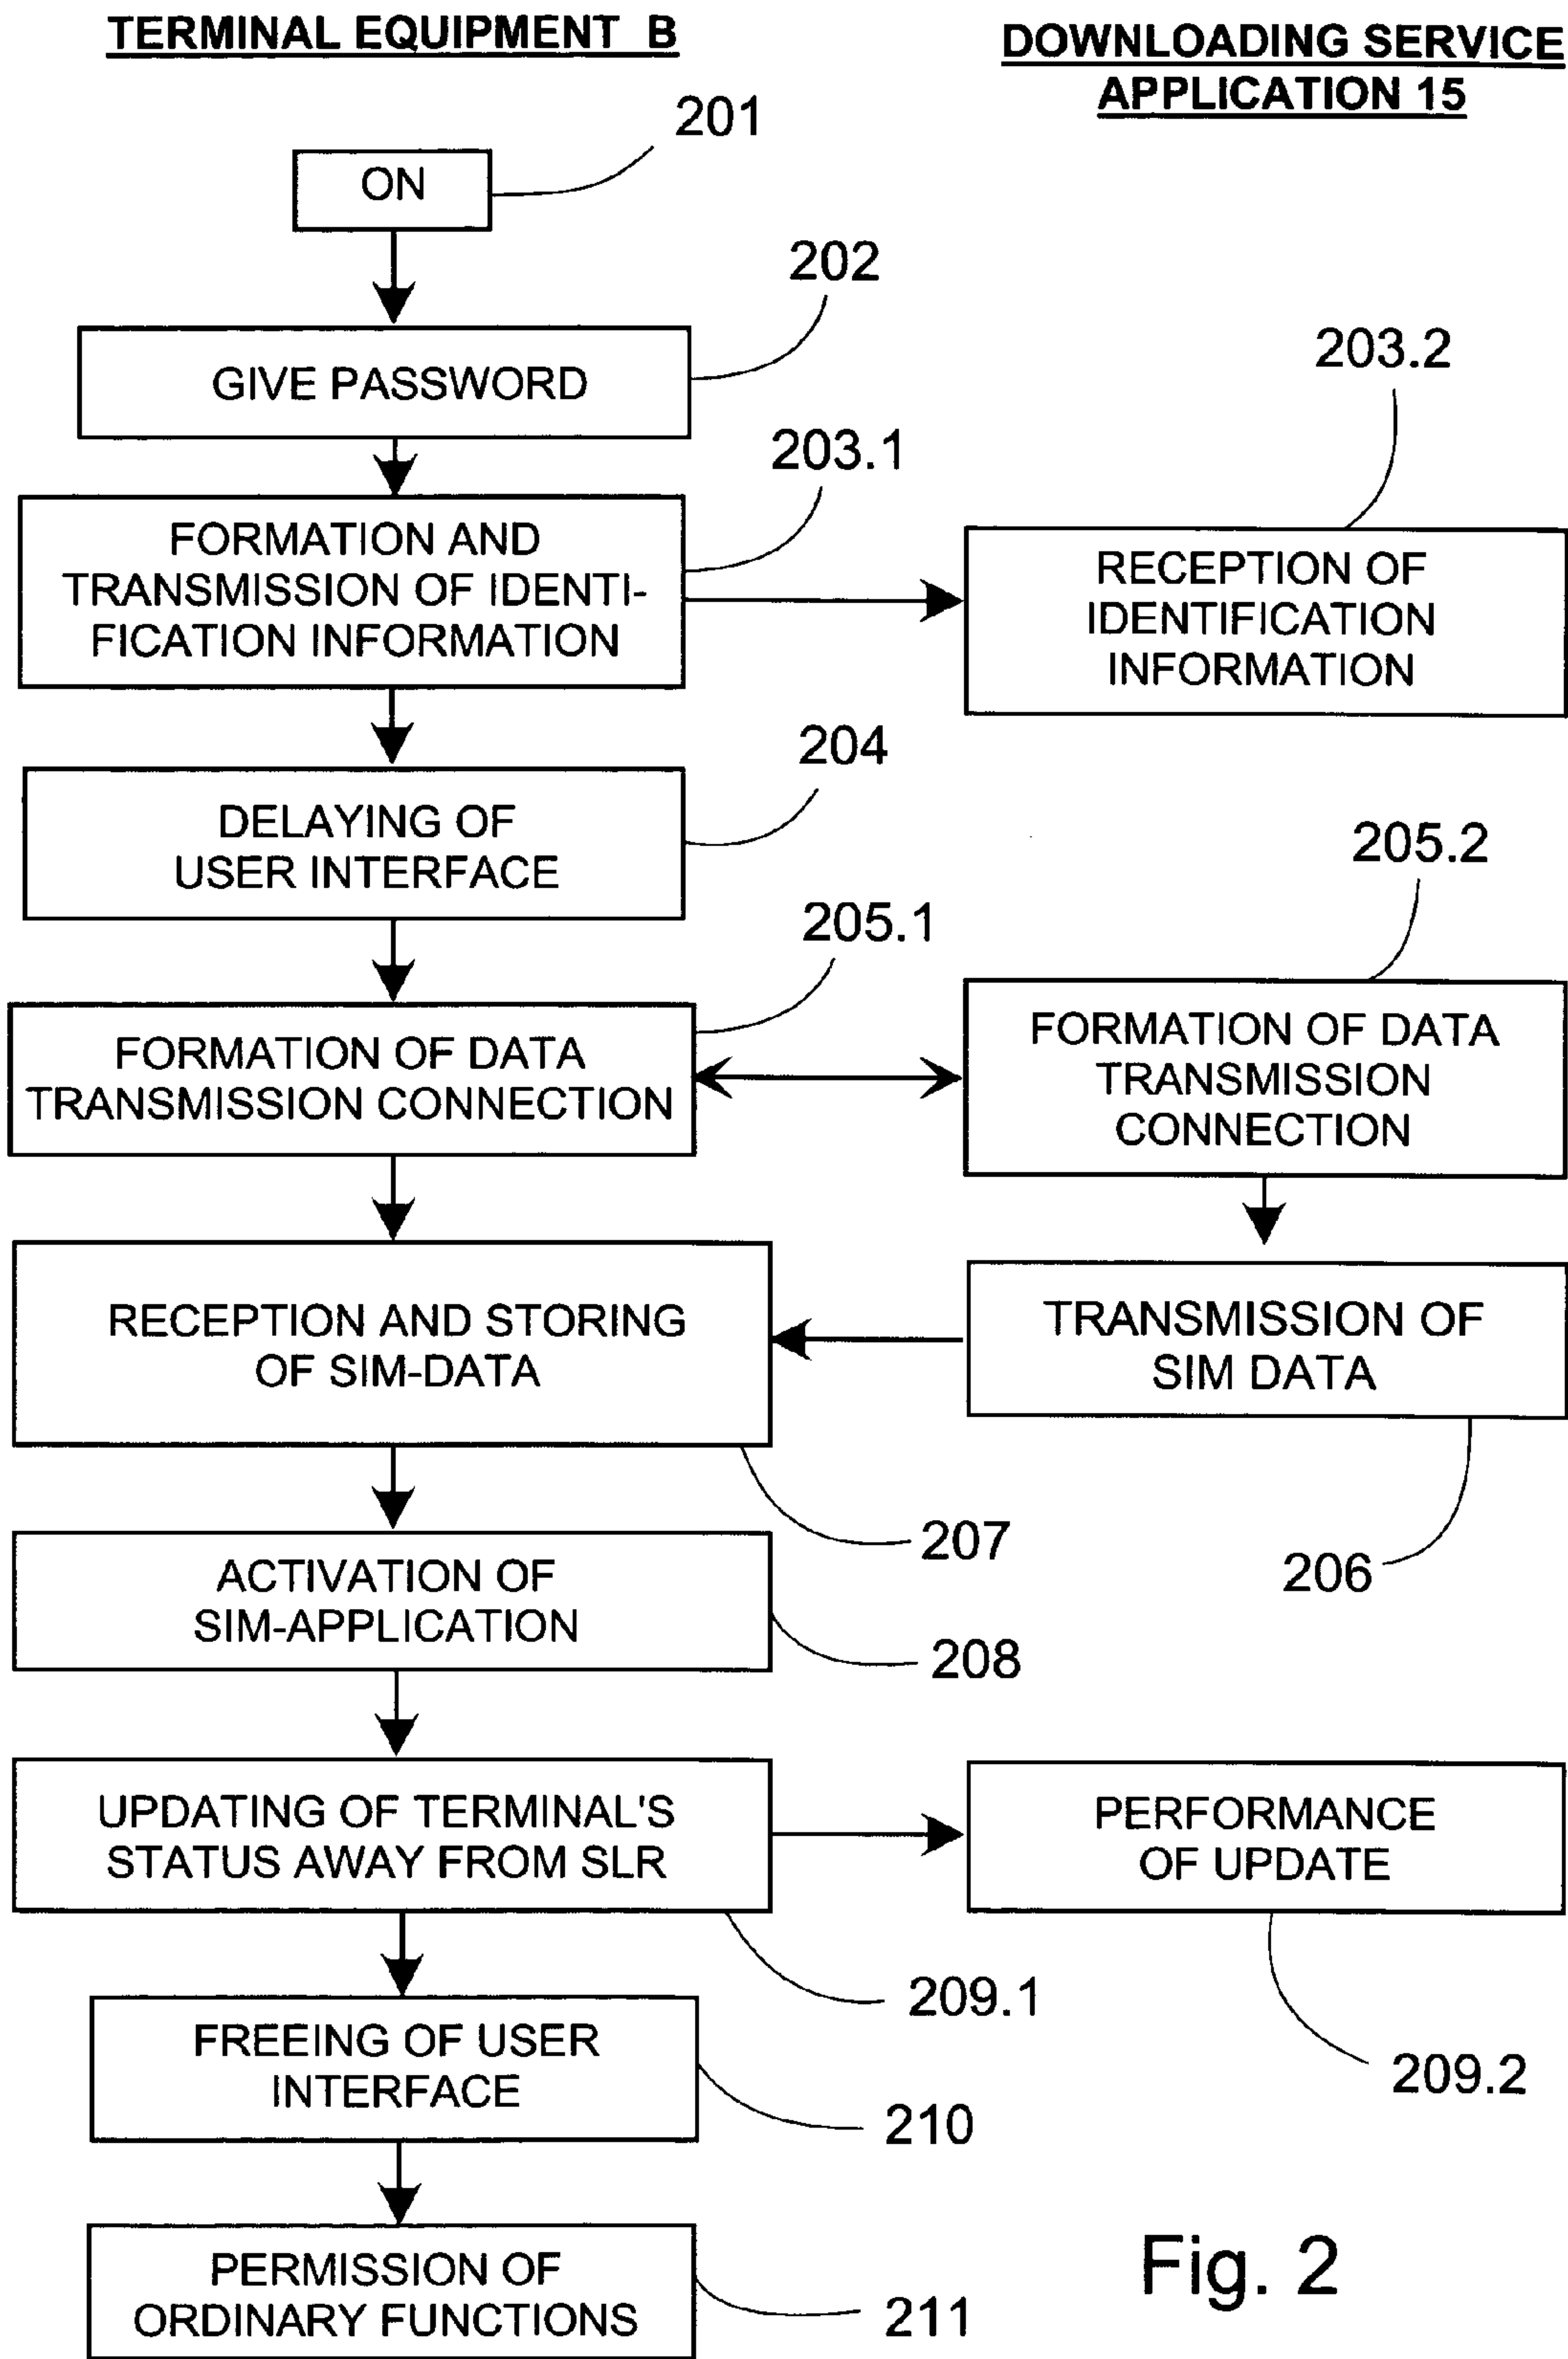 TERMINAL EQUIPMENT B
DOWNLOADING SERVICE
APPLICATION 15
201
ON
202
GIVE PASSWORD
203.2
203.1
FORMATION AND
TRANSMISSION OF IDENTI-
FICATION INFORMATION
RECEPTION OF
IDENTIFICATION
INFORMATION
204
DELAYING OF
USER INTERFACE
205.2
205.1
FORMATION OF DATA
TRANSMISSION CONNECTION
FORMATION OF DATA
TRANSMISSION
CONNECTION
RECEPTION AND STORING
OF SIM-DATA
TRANSMISSION OF
SIM DATA
207
206
ACTIVATION OF
SIM-APPLICATION
208
UPDATING OF TERMINAL'S
STATUS AWAY FROM SLR
PERFORMANCE
OF UPDATE
209.1
209.2
FREEING OF USER
INTERFACE
210
PERMISSION OF
ORDINARY FUNCTIONS
211
Fig. 2